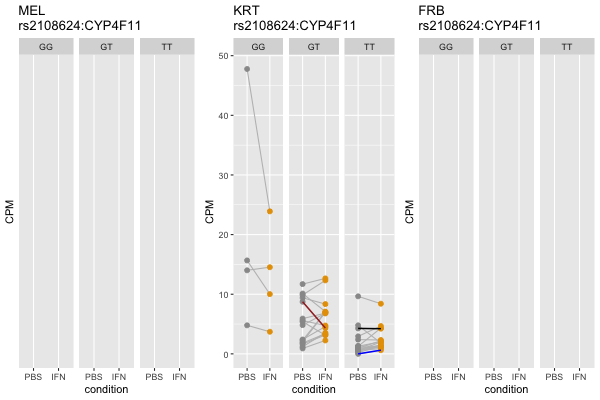 MEL
rs2108624:CYP4F11
GG GT TT
CPM
PBS IFN PBS IFN PBS IFN
condition
KRT
rs2108624:CYP4F11
GG GT TT
50
40
30
20
10
0
CPM
PBS IFN PBS IFN PBS IFN
condition
FRB
rs2108624:CYP4F11
GG GT TT
CPM
PBS IFN PBS IFN PBS IFN
condition